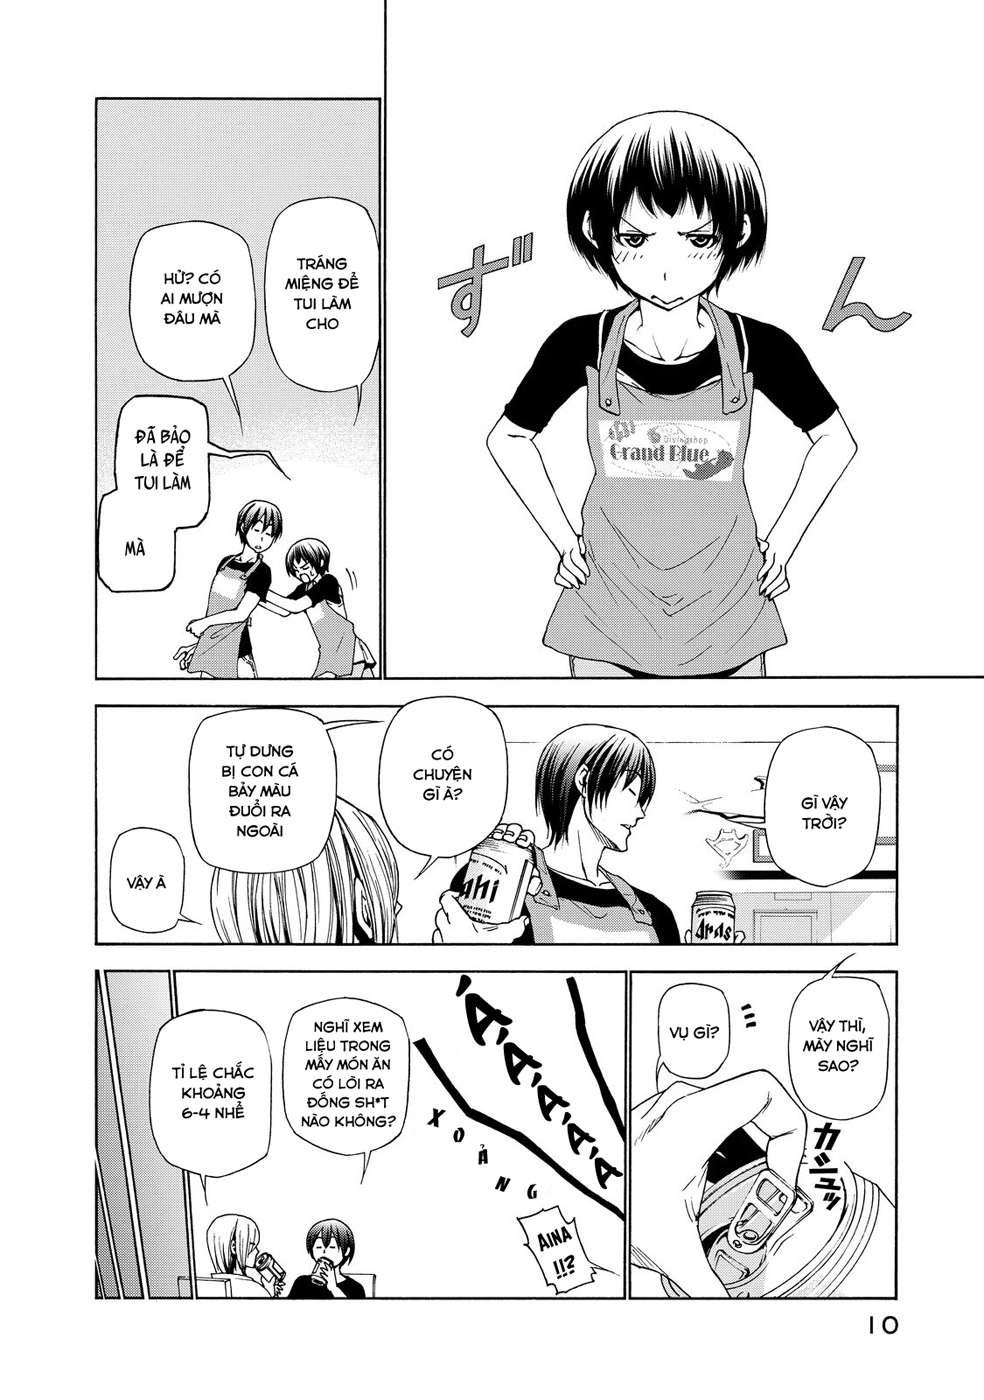 ずん
Divingshop
Grand Blue
TRÁNG
MIỆNG ĐỂ
TUI LÀM
CHO
HỬ? CÓ
AI MƯỢN
ĐÂU MÀ
ĐÃ BẢO
LÀ ĐỂ
TUI LÀM
MÀ
GÌ VẬY
TRỜI?
CÓ
CHUYỆN
GÌ À?
TỰ DƯNG
BỊ CON CÁ
BẢY MÀU
ĐUỔI RA
NGOÀI
VẬY À
VẬY THÌ,
MÀY NGHĨ
SAO?
VỤ GÌ?
カシュッ
Á,Á,Á,Á,Á,Á
XOẢNG
AINA
!!?
NGHĨ XEM
LIỆU TRONG
MẤY MÓN ĂN
CÓ LÒI RA
ĐỐNG SH*T
NÀO KHÔNG?
TỈ LỆ CHẮC
KHOẢNG
6-4 NHỂ
10